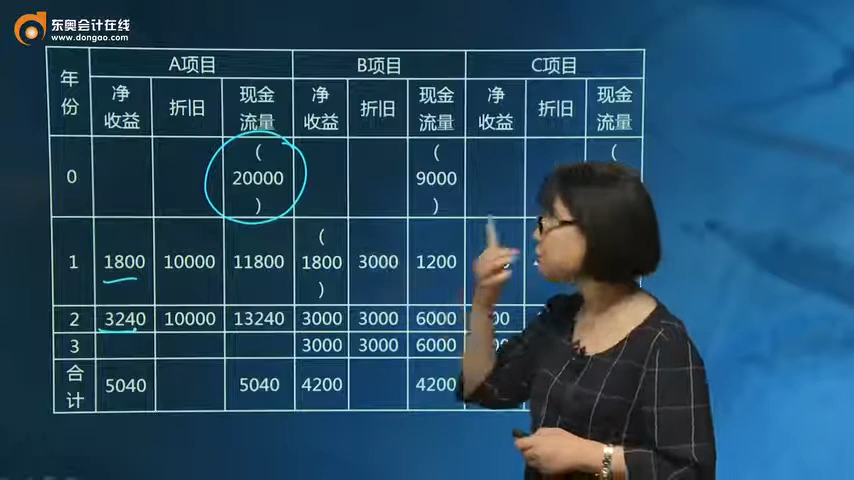 东奥会计在线
www.dongao.com
年份 A项目 B项目 C项目
净收益 折旧 现金流量 净收益 折旧 现金流量 净收益 折旧 现金流量
0 (20000) (9000) (
1 1800 10000 11800 (1800) 3000 1200
2 3240 10000 13240 3000 3000 6000
3 3000 3000 6000
合计 5040 5040 4200 4200